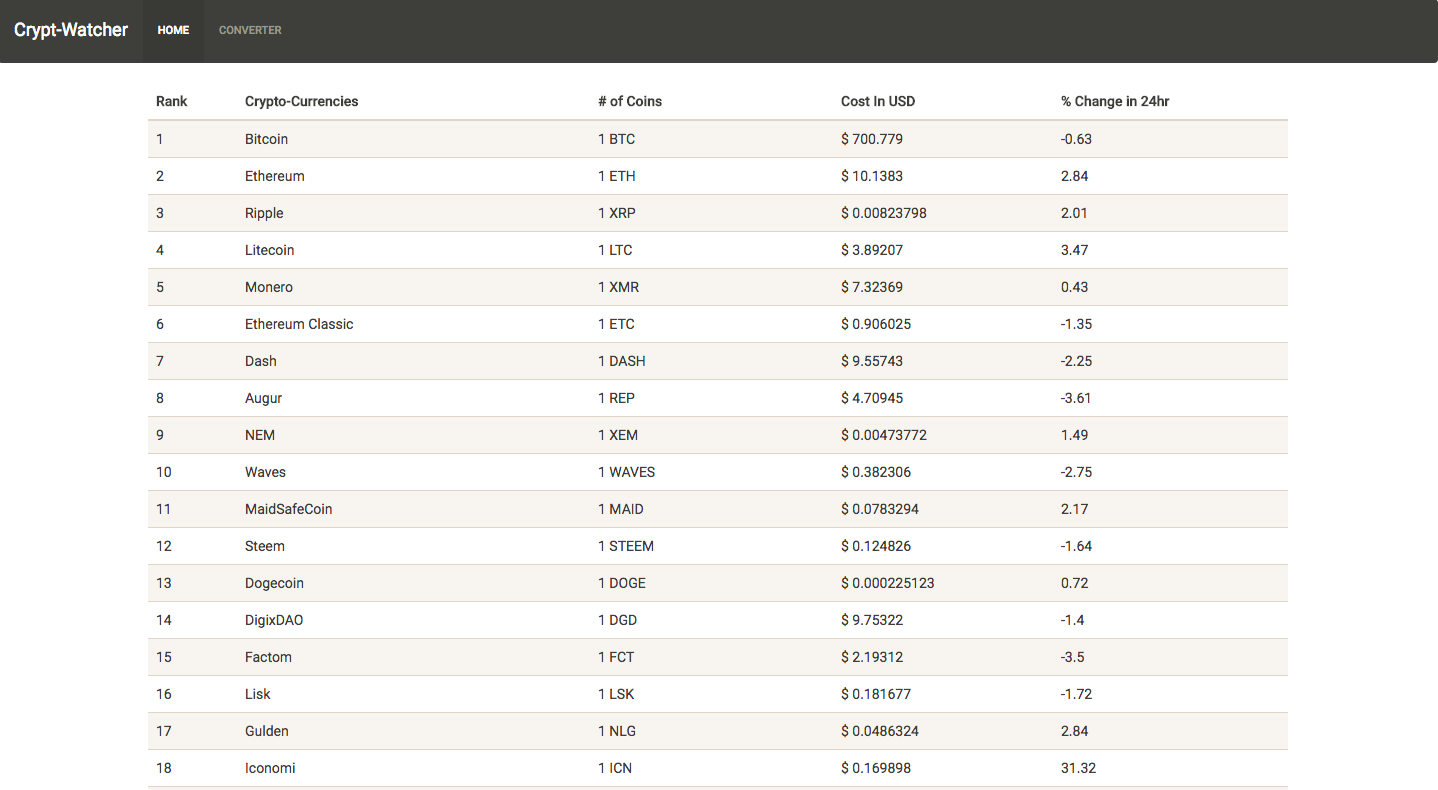 Crypt-Watcher HOME CONVERTER
Rank Crypto-Currencies # of Coins Cost In USD % Change in 24hr
1 Bitcoin 1 BTC $ 700.779 -0.63
2 Ethereum 1 ETH $ 10.1383 2.84
3 Ripple 1 XRP $ 0.00823798 2.01
4 Litecoin 1 LTC $ 3.89207 3.47
5 Monero 1 XMR $ 7.32369 0.43
6 Ethereum Classic 1 ETC $ 0.906025 -1.35
7 Dash 1 DASH $ 9.55743 -2.25
8 Augur 1 REP $ 4.70945 -3.61
9 NEM 1 XEM $ 0.00473772 1.49
10 Waves 1 WAVES $ 0.382306 -2.75
11 MaidSafeCoin 1 MAID $ 0.0783294 2.17
12 Steem 1 STEEM $ 0.124826 -1.64
13 Dogecoin 1 DOGE $ 0.000225123 0.72
14 DigixDAO 1 DGD $ 9.75322 -1.4
15 Factom 1 FCT $ 2.19312 -3.5
16 Lisk 1 LSK $ 0.181677 -1.72
17 Gulden 1 NLG $ 0.0486324 2.84
18 Iconomi 1 ICN $ 0.169898 31.32